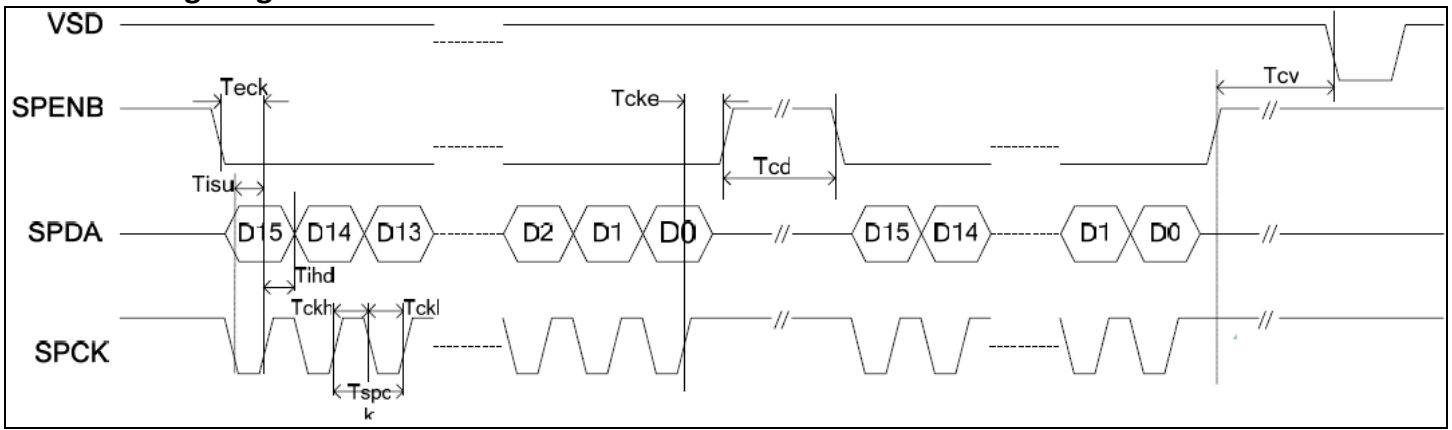 VSD
Tcv
Teck
Tcke
SPENB
//
//
Tcd
Tisu
SPDA
D15
D14
D13
D2
D1
D0
//
D15
D14
D1
D0
//
Tihd
Tckh
Tckl
//
//
SPCK
Tspc
k